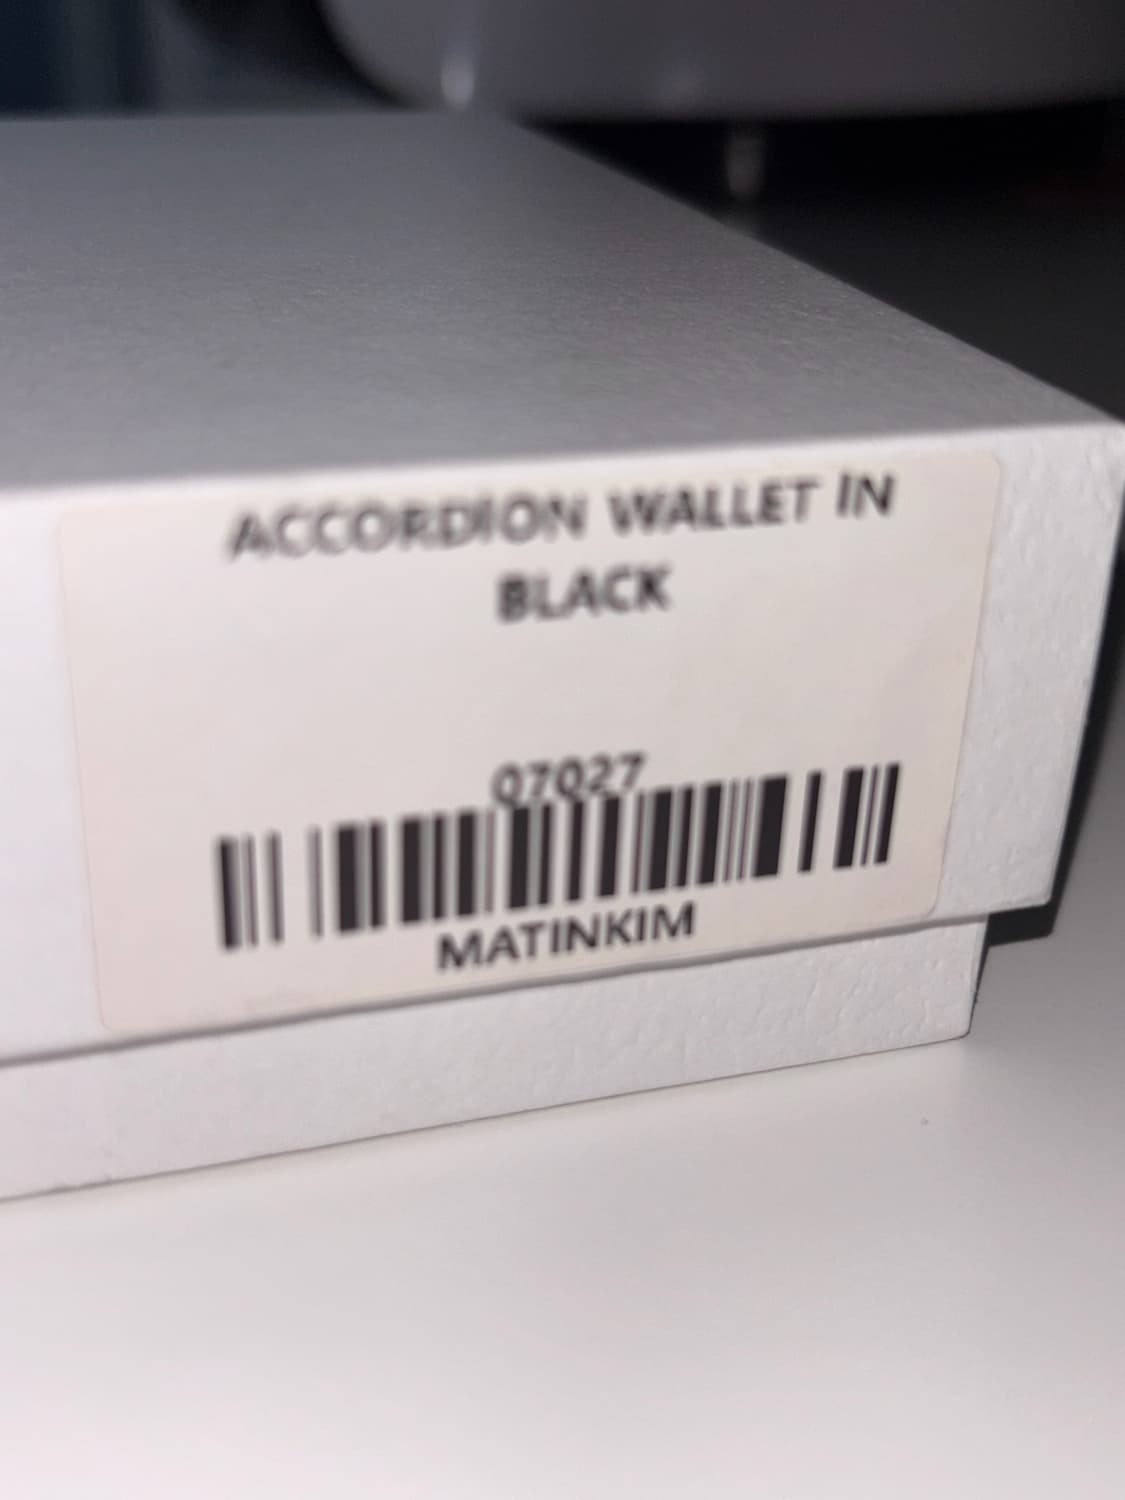 ACCORDION WALLET IN
BLACK
07027
MATINKIM